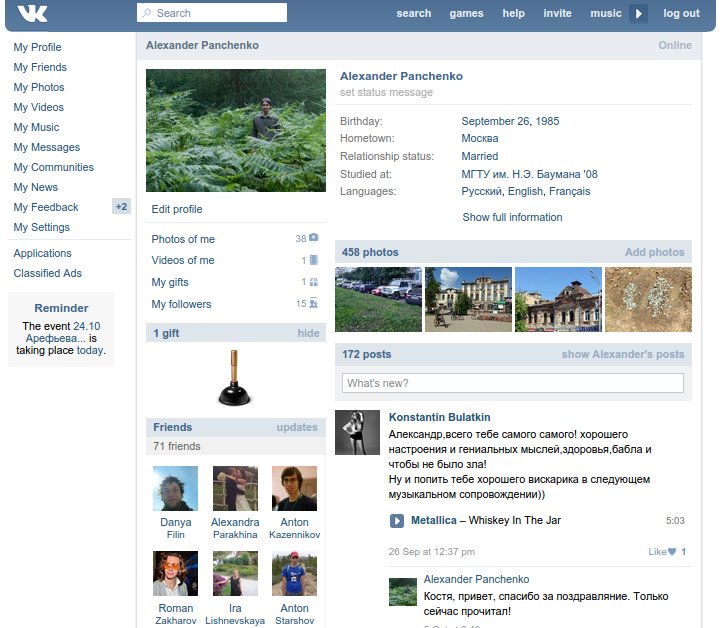 Search
search games help invite music log out
My Profile
My Friends
My Photos
My Videos
My Music
My Messages
My Communities
My News
My Feedback +2
My Settings
Applications
Classified Ads
Reminder
The event 24.10
Арефьева... is
taking place today.
Alexander Panchenko Online
Edit profile
Photos of me 38
Videos of me 1
My gifts 1
My followers 15
1 gift hide
Friends updates
71 friends
Danya
Filin
Alexandra
Parakhina
Anton
Kazennikov
Roman
Zakharov
Ira
Lishnevskaya
Anton
Starshov
Alexander Panchenko
set status message
Birthday: September 26, 1985
Hometown: Москва
Relationship status: Married
Studied at: МГТУ им. Н.Э. Баумана '08
Languages: Русский, English, Français
Show full information
458 photos Add photos
172 posts show Alexander's posts
What's new?
Konstantin Bulatkin
Александр,всего тебе самого самого! хорошего
настроения и гениальных мыслей,здоровья,бабла и
чтобы не было зла!
Ну и попить тебе хорошего вискарика в следующем
музыкальном сопровождении))
Metallica – Whiskey In The Jar 5:03
26 Sep at 12:37 pm Like 1
Alexander Panchenko
Костя, привет, спасибо за поздравление. Только
сейчас прочитал!